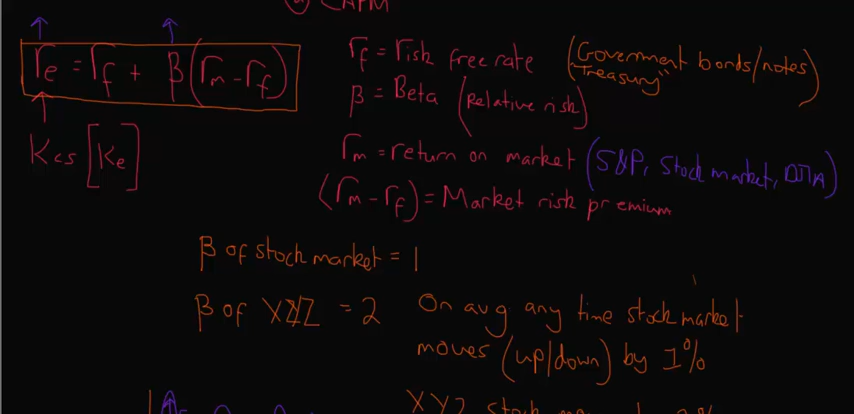 CAPM
re = rf + β(rm - rf)
rf = risk free rate (Government bonds/notes
"Treasury")
β = Beta (Relative risk)
Kcs [Ke]
rm = return on market (S&P, Stock market, DJIA)
(rm - rf) = Market risk premium
β of stock market = 1
β of XYZ = 2 On avg any time stock market
moves (up/down) by 1%
XYZ stock